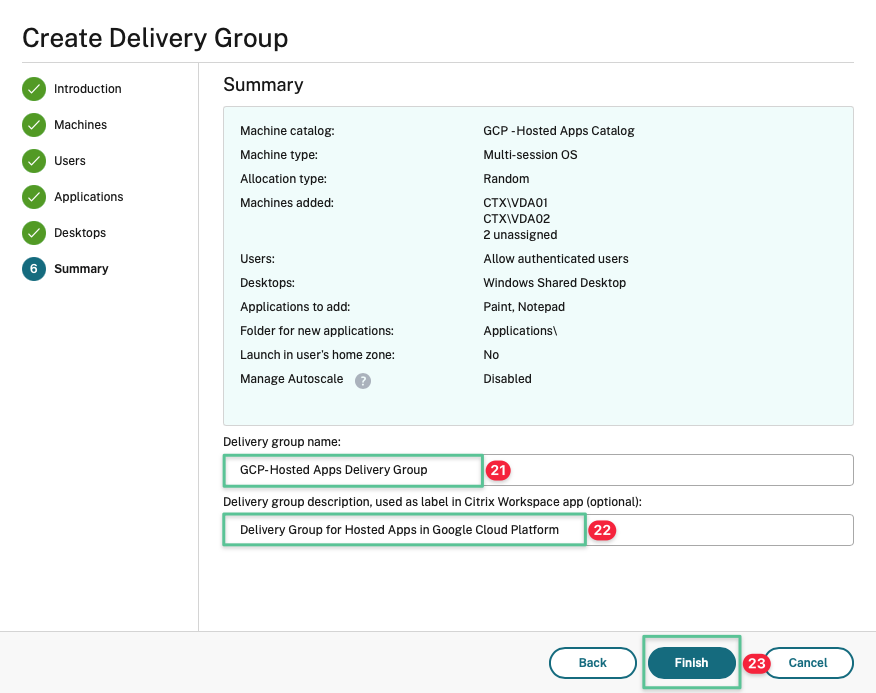 Create Delivery Group
Introduction
Machines
Users
Applications
Desktops
6 Summary
Summary
Machine catalog: GCP -Hosted Apps Catalog
Machine type: Multi-session OS
Allocation type: Random
Machines added: CTX\VDA01
CTX\VDA02
2 unassigned
Users: Allow authenticated users
Desktops: Windows Shared Desktop
Applications to add: Paint, Notepad
Folder for new applications: Applications\
Launch in user's home zone: No
Manage Autoscale ? Disabled
Delivery group name:
GCP-Hosted Apps Delivery Group 21
Delivery group description, used as label in Citrix Workspace app (optional):
Delivery Group for Hosted Apps in Google Cloud Platform 22
Back Finish 23 Cancel